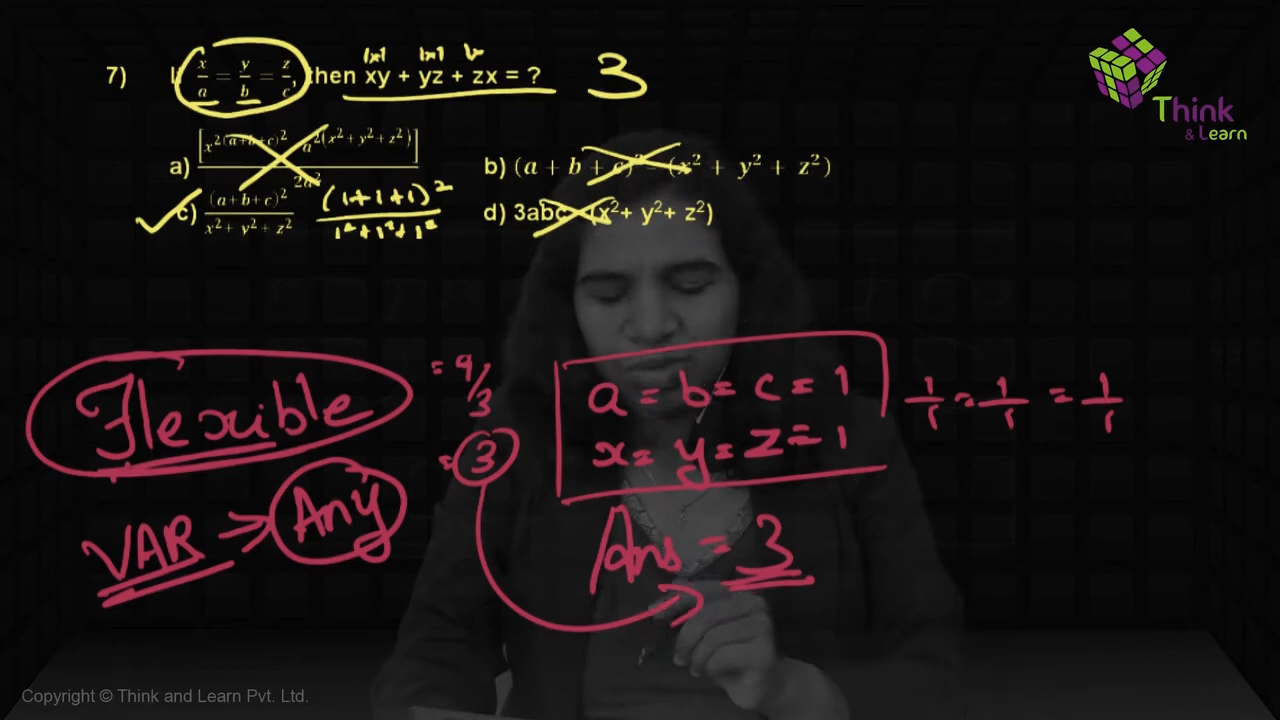 7) If x/a = y/b = z/c, then xy + yz + zx = ? 3
1×1 1×1
a) [x²(a+b+c)² a²(x² + y² + z²)] / 2a²
b) (a + b + c)² – (x² + y² + z²)
c) (a+b+c)² / x² + y² + z² (1+1+1)² / 1²+1²+1²
d) 3abc – (x² + y² + z²)
= 9/3
= 3
Flexible
VAR → Any
a = b = c = 1
x = y = z = 1
1/1 = 1/1 = 1/1
Ans = 3
Think
& Learn
Copyright © Think and Learn Pvt. Ltd.